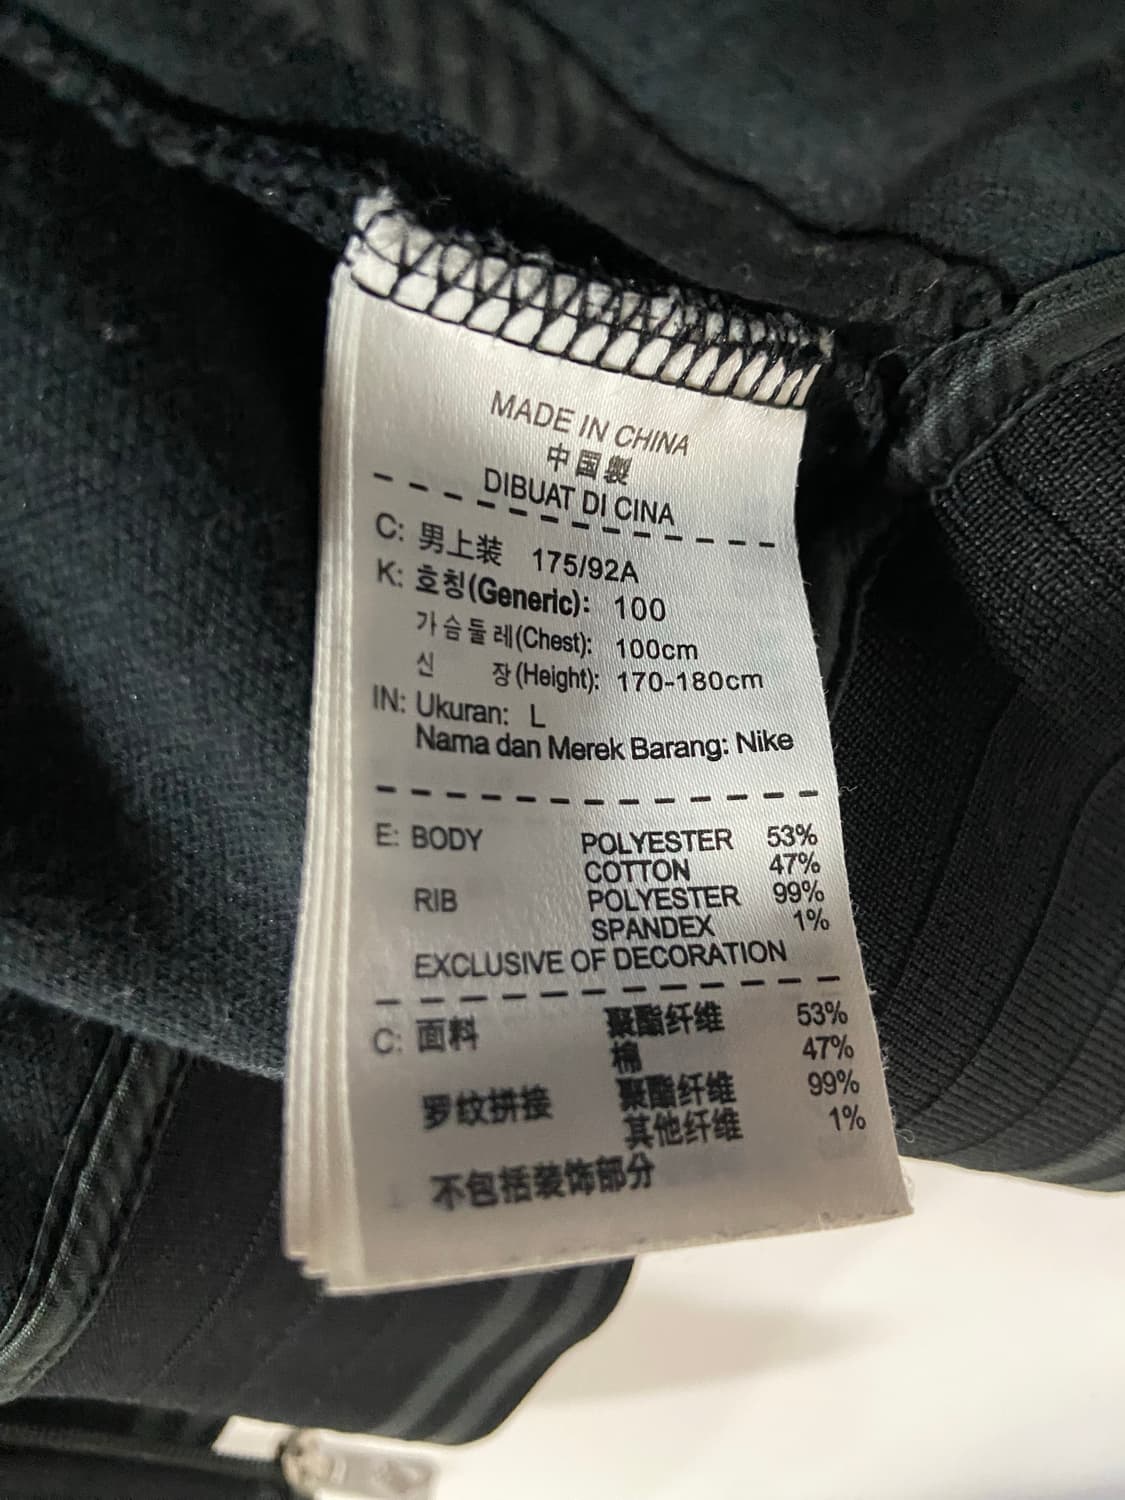 MADE IN CHINA
中国製
DIBUAT DI CINA
C: 男上装 175/92A
K: 호칭(Generic): 100
가슴둘레(Chest): 100cm
신 장(Height): 170-180cm
IN: Ukuran: L
Nama dan Merek Barang: Nike
E: BODY POLYESTER 53%
COTTON 47%
RIB POLYESTER 99%
SPANDEX 1%
EXCLUSIVE OF DECORATION
C: 面料 聚酯纤维 53%
棉 47%
罗纹拼接 聚酯纤维 99%
其他纤维 1%
不包括装饰部分